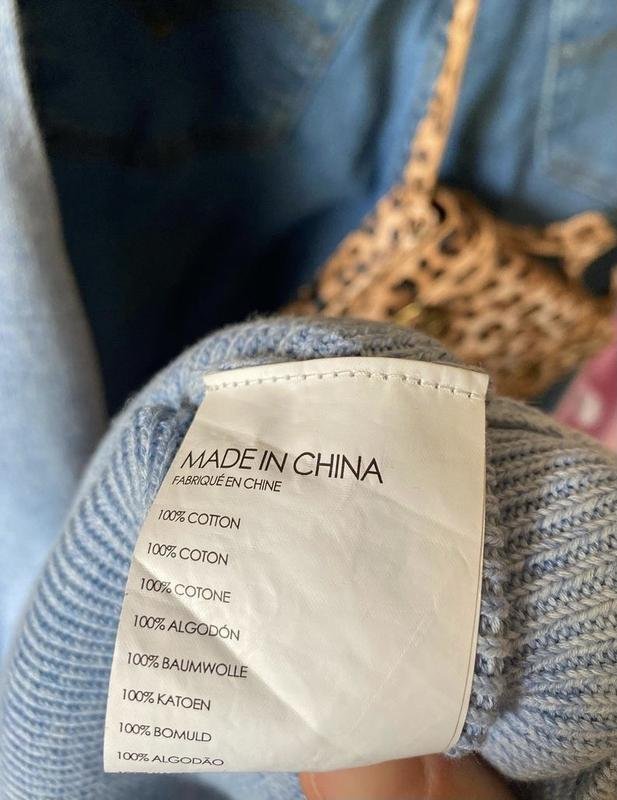 MADE IN CHINA
FABRIQUÉ EN CHINE
100% COTTON
100% COTON
100% COTONE
100% ALGODÓN
100% BAUMWOLLE
100% KATOEN
100% BOMULD
100% ALGODÃO